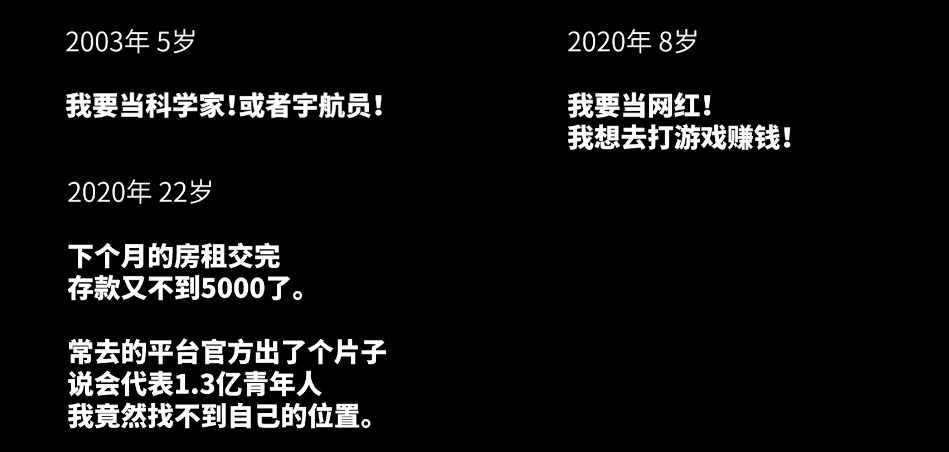 2003年 5岁
我要当科学家!或者宇航员!
2020年 22岁
下个月的房租交完
存款又不到5000了。
常去的平台官方出了个片子
说会代表1.3亿青年人
我竟然找不到自己的位置。
2020年 8岁
我要当网红!
我想去打游戏赚钱!